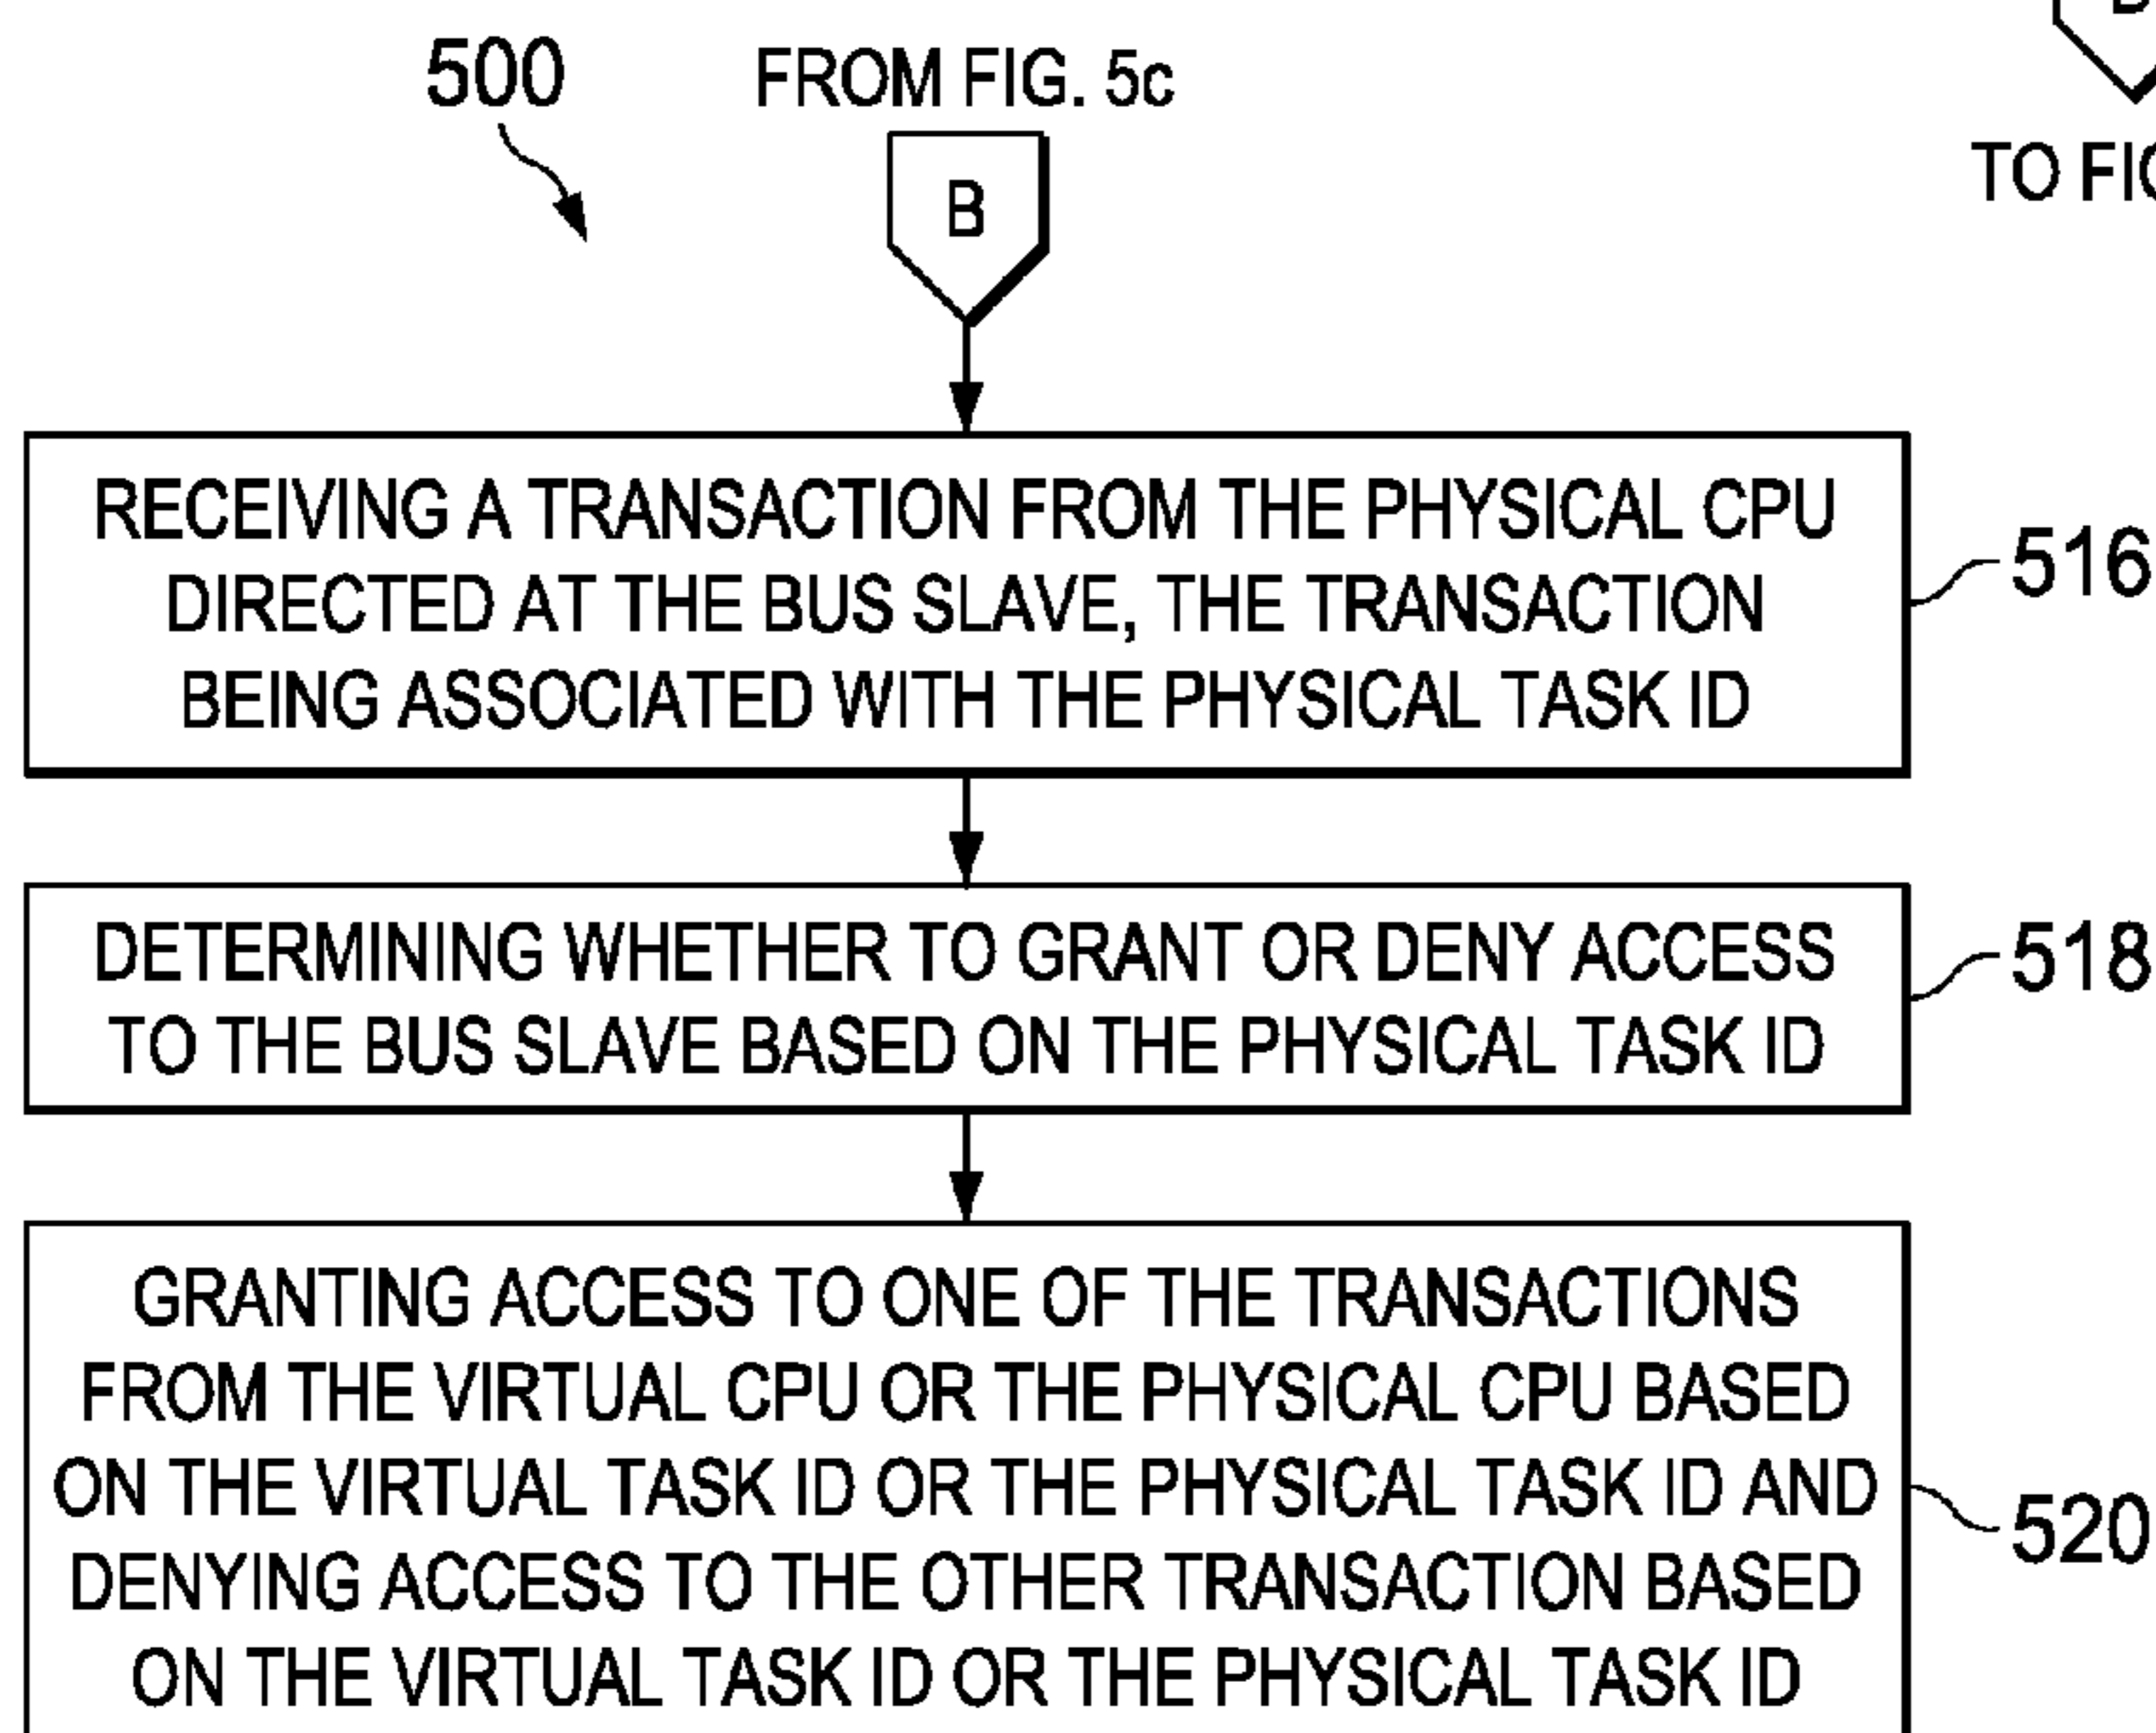 500
FROM FIG. 5c
B
TO
RECEIVING A TRANSACTION FROM THE PHYSICAL CPU
DIRECTED AT THE BUS SLAVE, THE TRANSACTION
BEING ASSOCIATED WITH THE PHYSICAL TASK ID
516
DETERMINING WHETHER TO GRANT OR DENY ACCESS
TO THE BUS SLAVE BASED ON THE PHYSICAL TASK ID
518
GRANTING ACCESS TO ONE OF THE TRANSACTIONS
FROM THE VIRTUAL CPU OR THE PHYSICAL CPU BASED
ON THE VIRTUAL TASK ID OR THE PHYSICAL TASK ID AND
DENYING ACCESS TO THE OTHER TRANSACTION BASED
ON THE VIRTUAL TASK ID OR THE PHYSICAL TASK ID
520